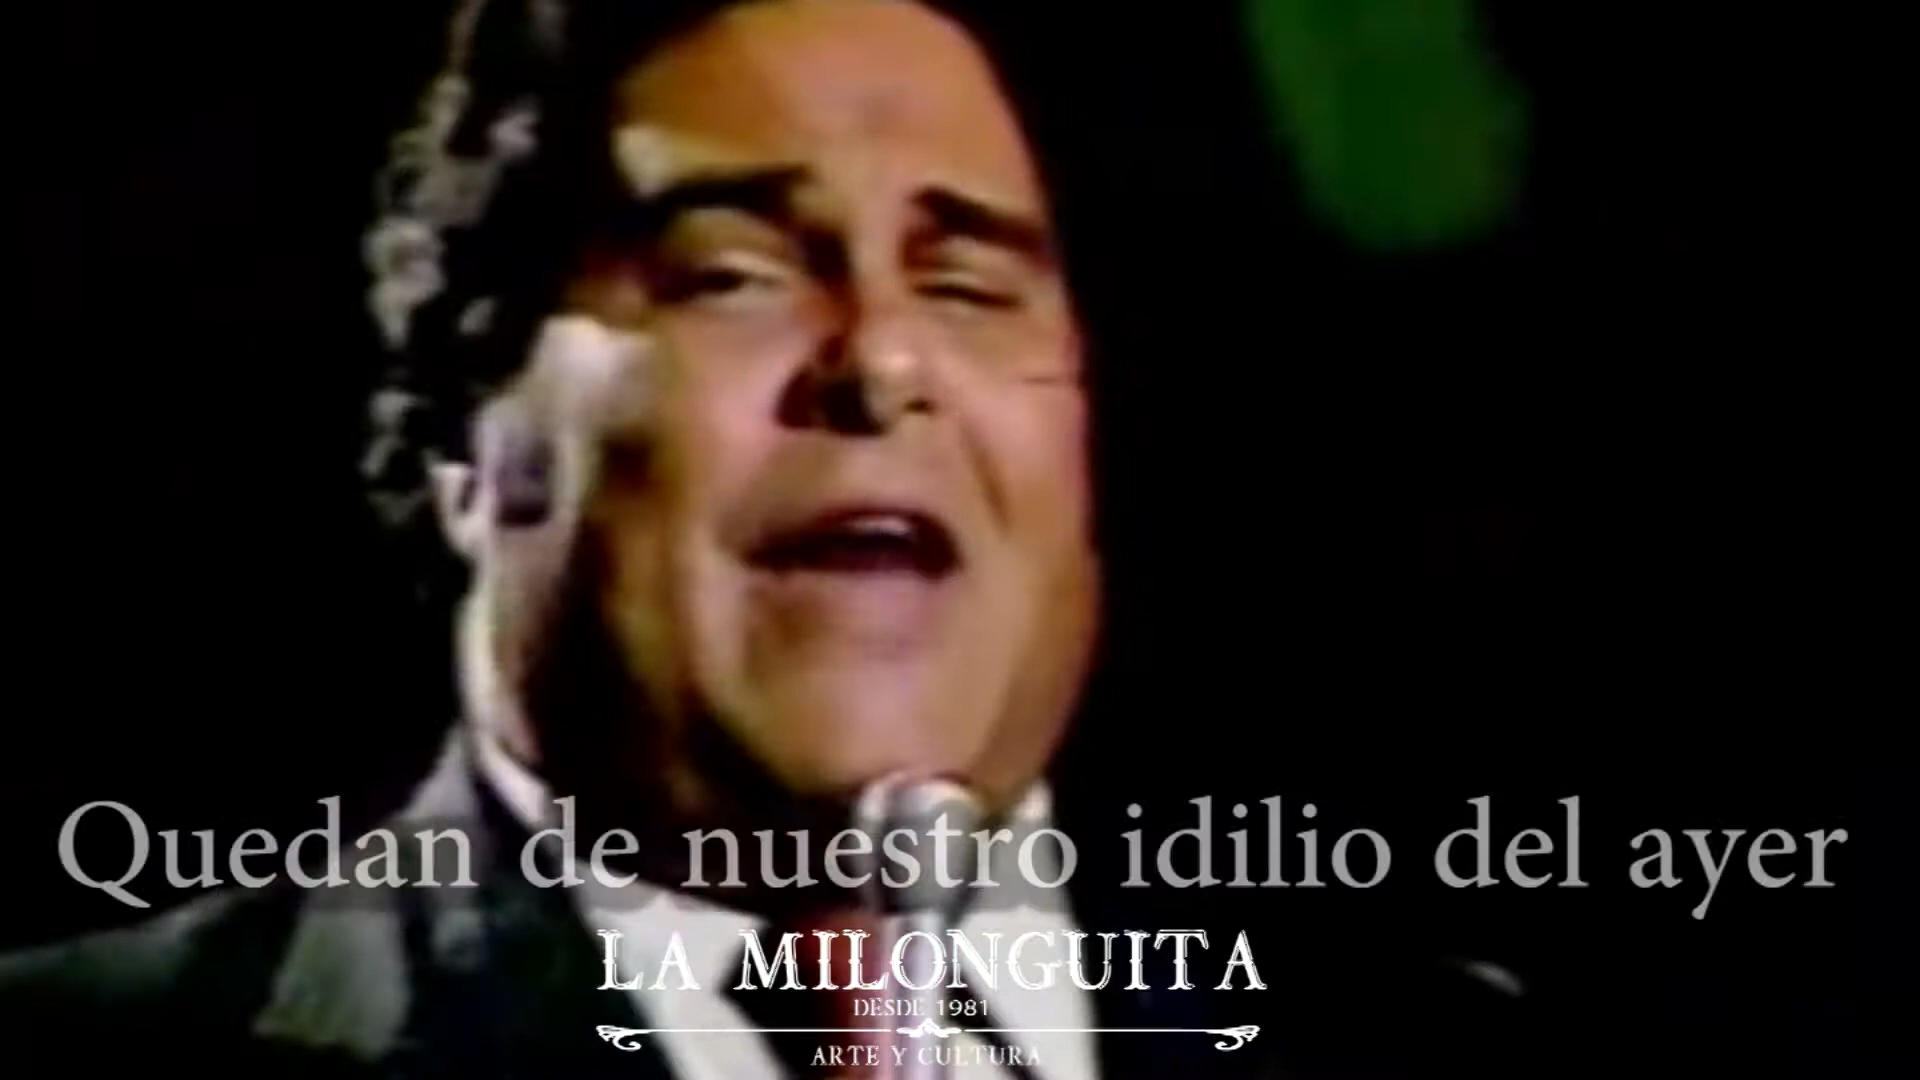 Quedan de nuestro idilio del ayer
LA MILONGUITA
DESDE 1981
ARTE Y CULTURA